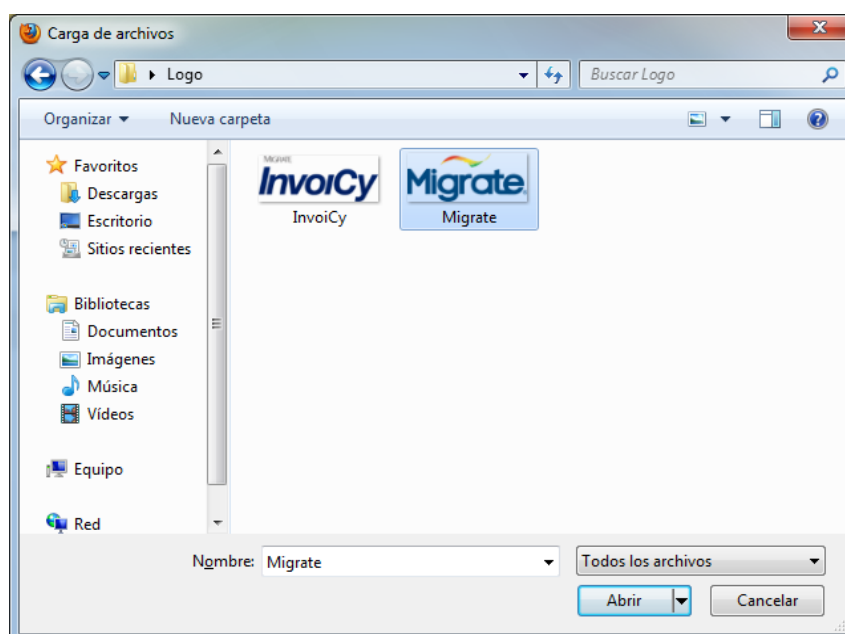 Carga de archivos
Logo
Buscar Logo
Organizar
Nueva carpeta
Favoritos
Descargas
Escritorio
Sitios recientes
Bibliotecas
Documentos
Imágenes
Música
Vídeos
Equipo
Red
MIGRATE
InvoiCy
InvoiCy
Migrate
Migrate
Nombre: Migrate
Todos los archivos
Abrir
Cancelar